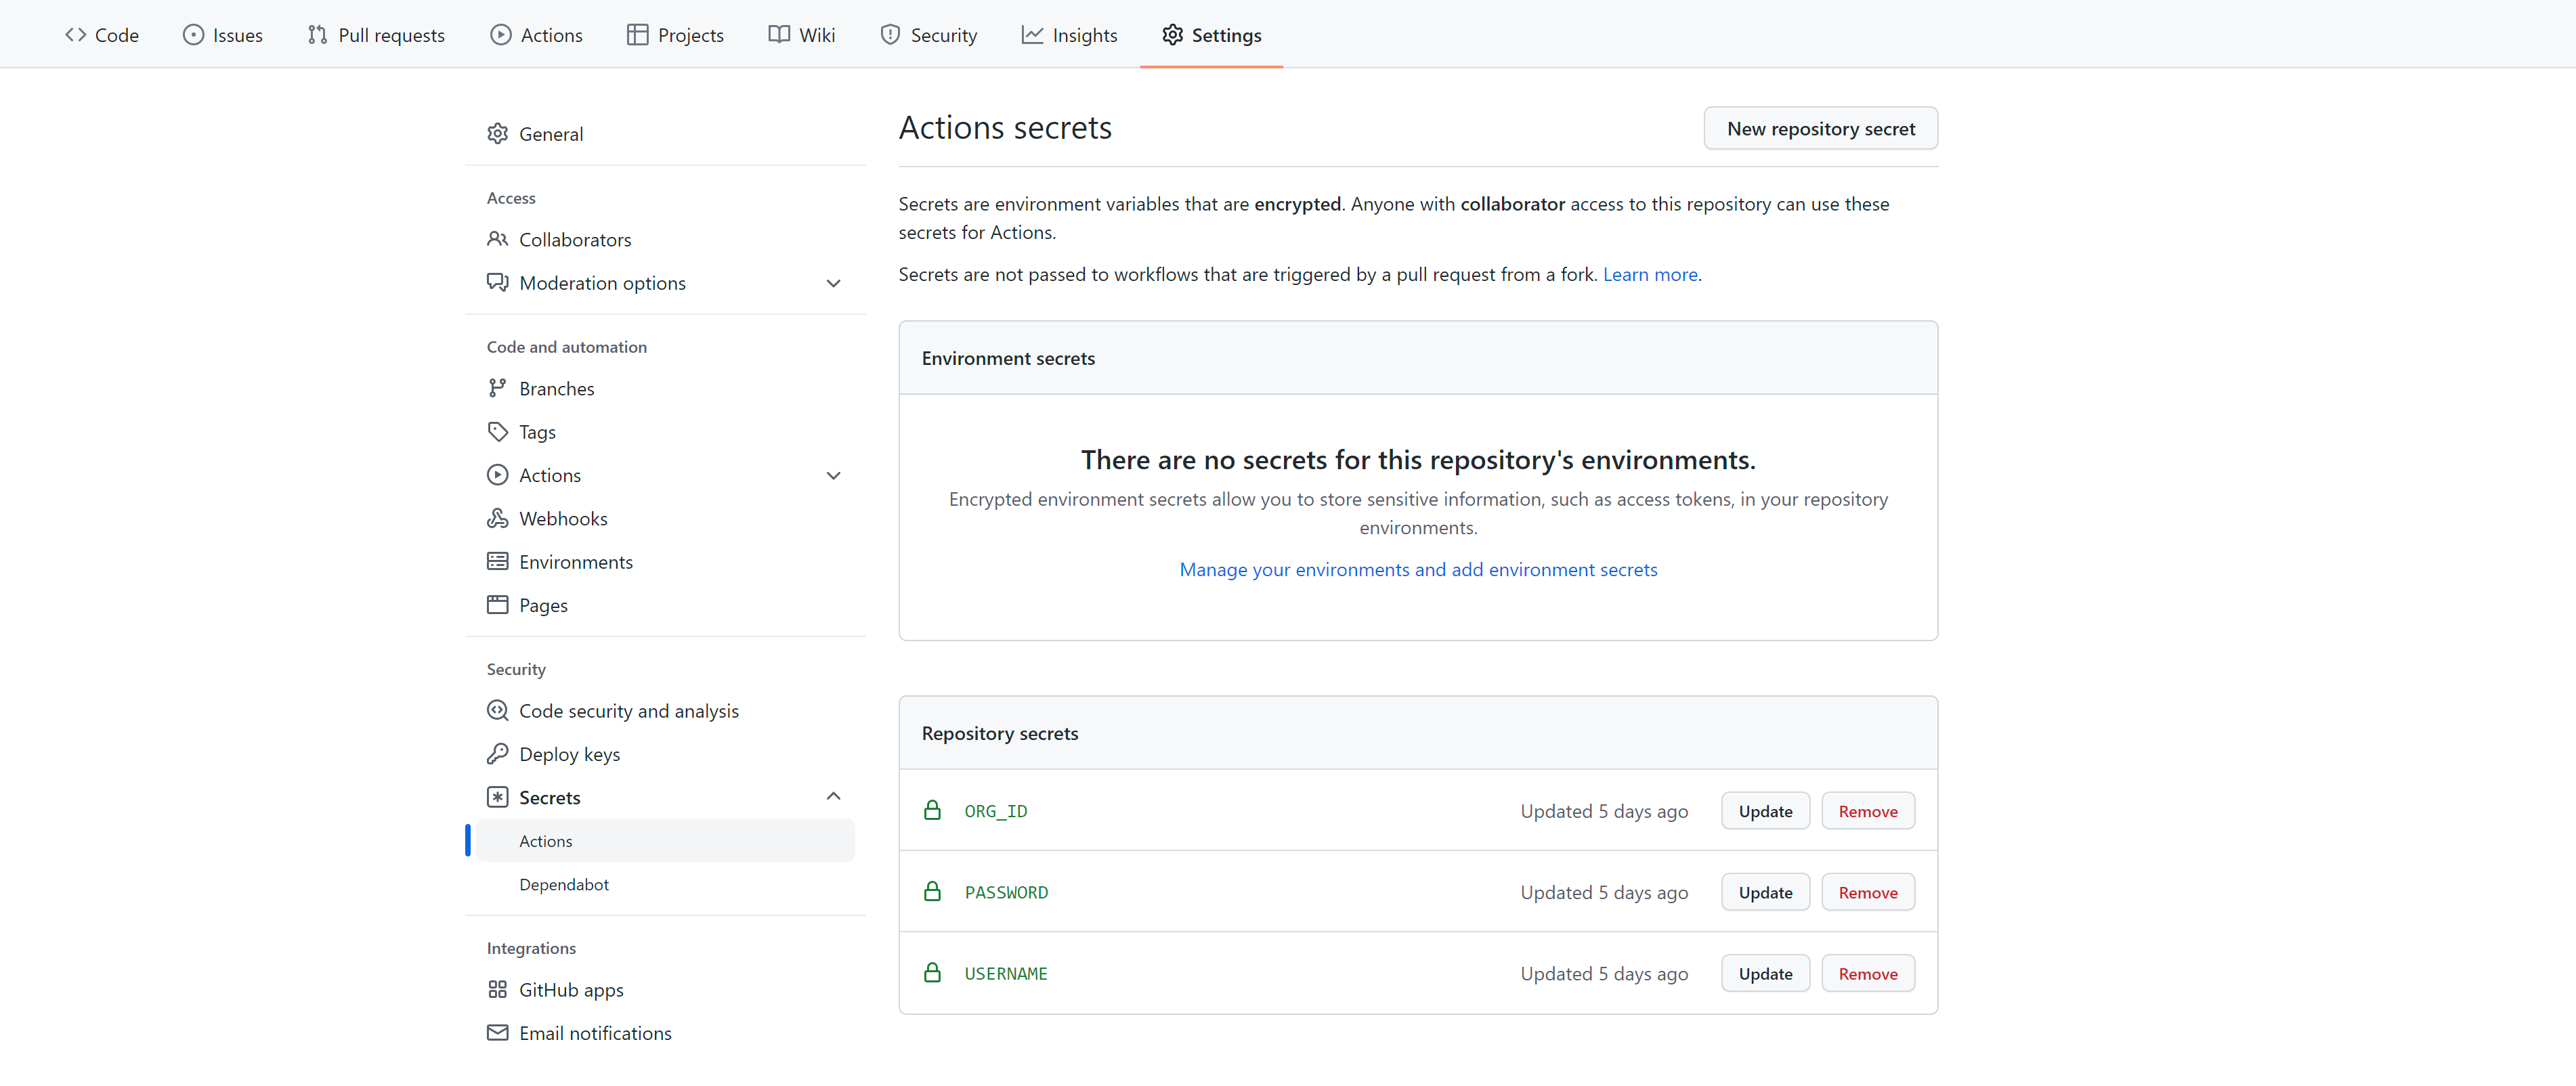 Code Issues Pull requests Actions Projects Wiki Security Insights Settings
General
Access
Collaborators
Moderation options
Code and automation
Branches
Tags
Actions
Webhooks
Environments
Pages
Security
Code security and analysis
Deploy keys
Secrets
Actions
Dependabot
Integrations
GitHub apps
Email notifications
Actions secrets
New repository secret
Secrets are environment variables that are encrypted. Anyone with collaborator access to this repository can use these
secrets for Actions.
Secrets are not passed to workflows that are triggered by a pull request from a fork. Learn more.
Environment secrets
There are no secrets for this repository's environments.
Encrypted environment secrets allow you to store sensitive information, such as access tokens, in your repository
environments.
Manage your environments and add environment secrets
Repository secrets
ORG_ID Updated 5 days ago Update Remove
PASSWORD Updated 5 days ago Update Remove
USERNAME Updated 5 days ago Update Remove